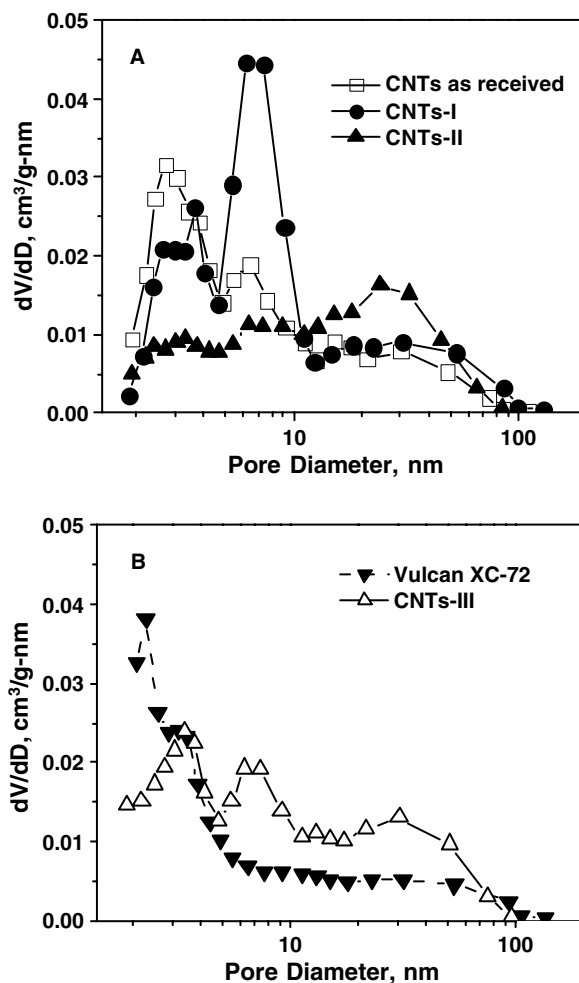 0.05
A
CNTs as received
CNTs-I
CNTs-II
0.04
0.03
0.02
0.01
0.00
dV/dD, cm³/g-nm
10
100
Pore Diameter, nm
0.05
B
Vulcan XC-72
CNTs-III
0.04
0.03
0.02
0.01
0.00
dV/dD, cm³/g-nm
10
100
Pore Diameter, nm